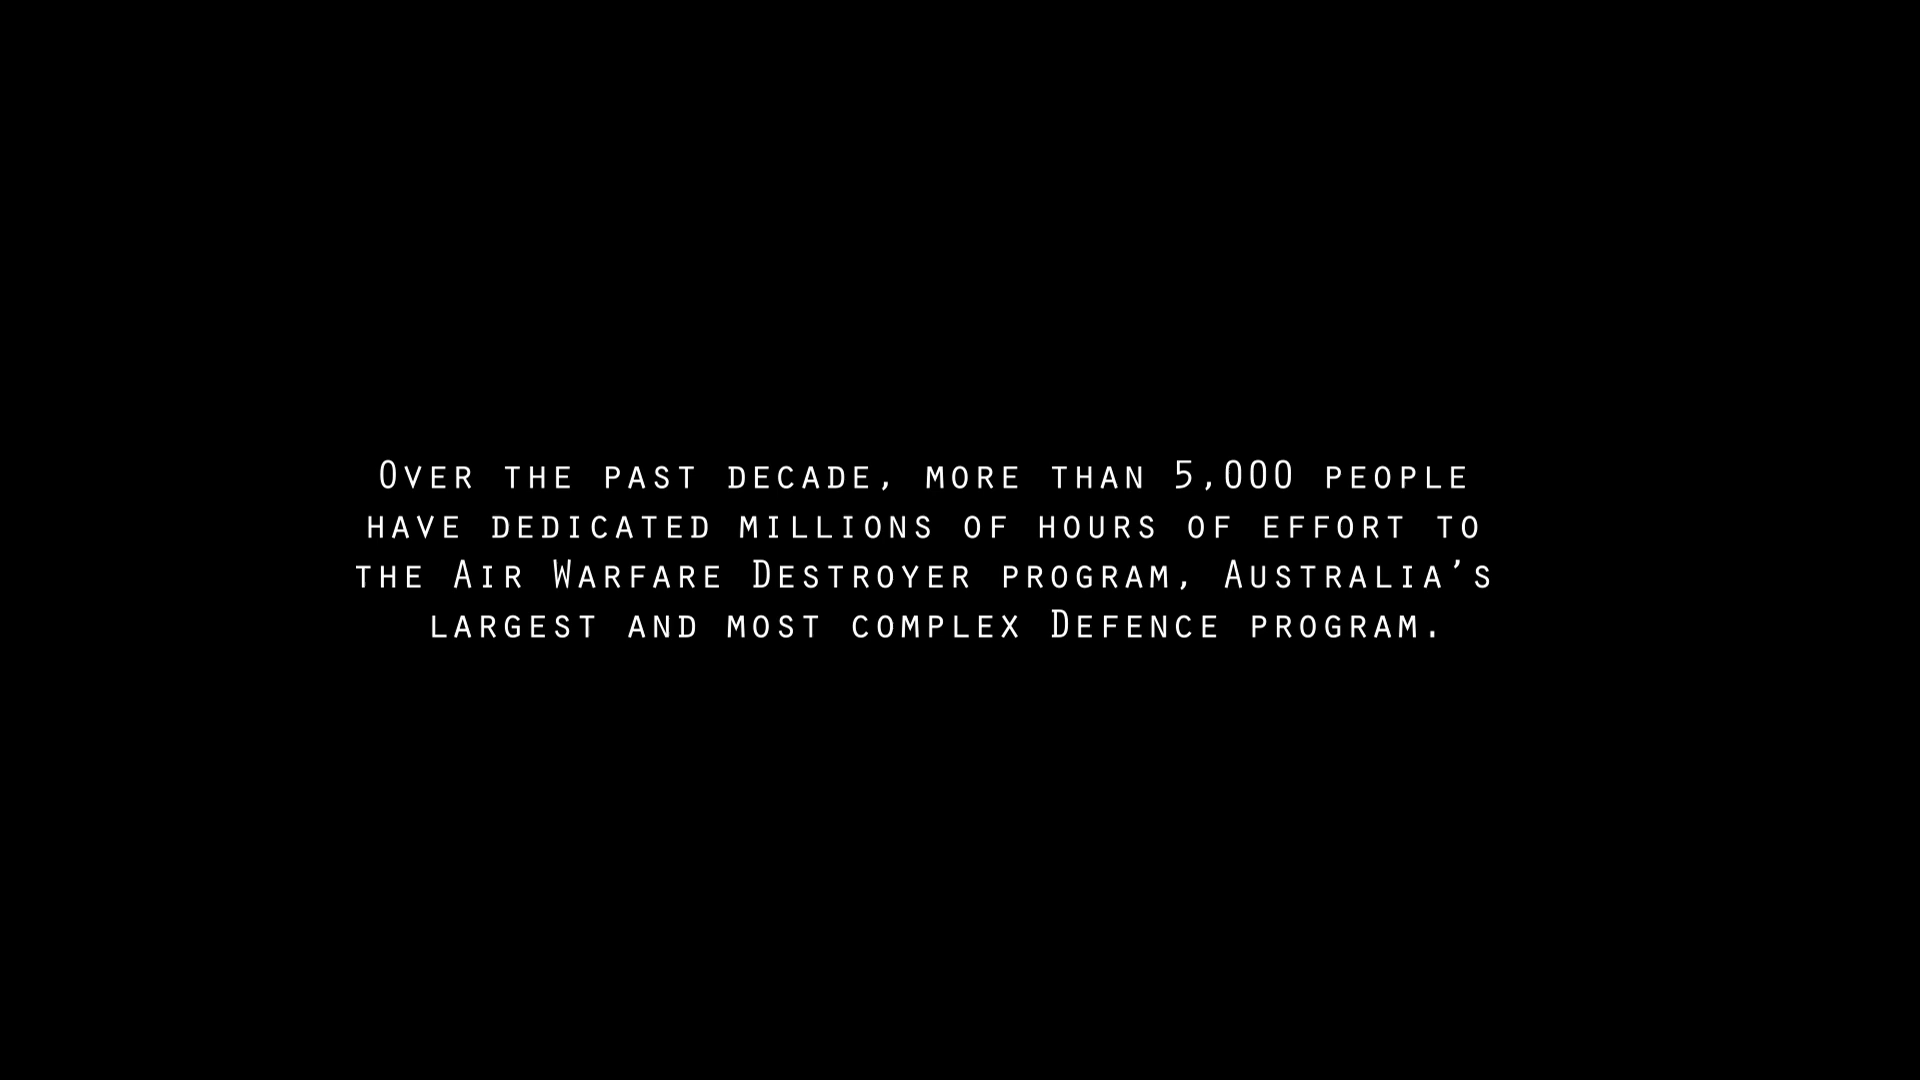 Over the past decade, more than 5,000 people
have dedicated millions of hours of effort to
the Air Warfare Destroyer program, Australia’s
largest and most complex Defence program.